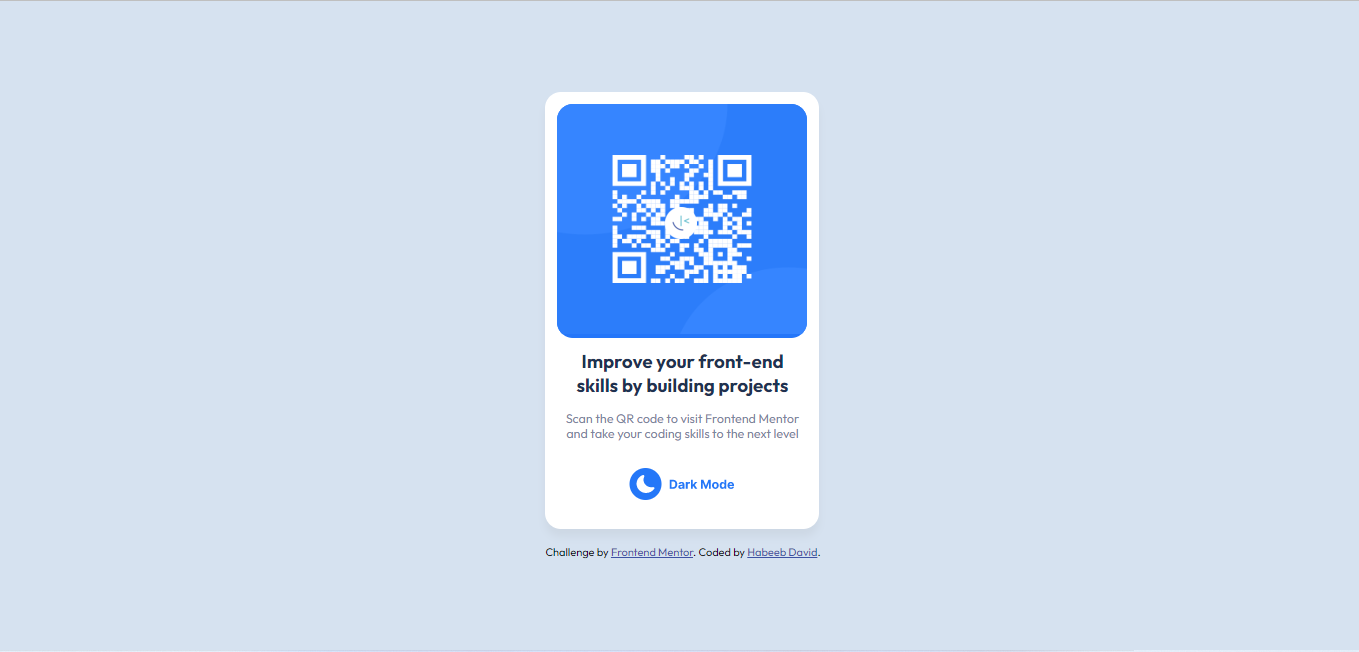 Improve your front-end
skills by building projects
Scan the QR code to visit Frontend Mentor
and take your coding skills to the next level
Dark Mode
Challenge by Frontend Mentor. Coded by Habeeb David.